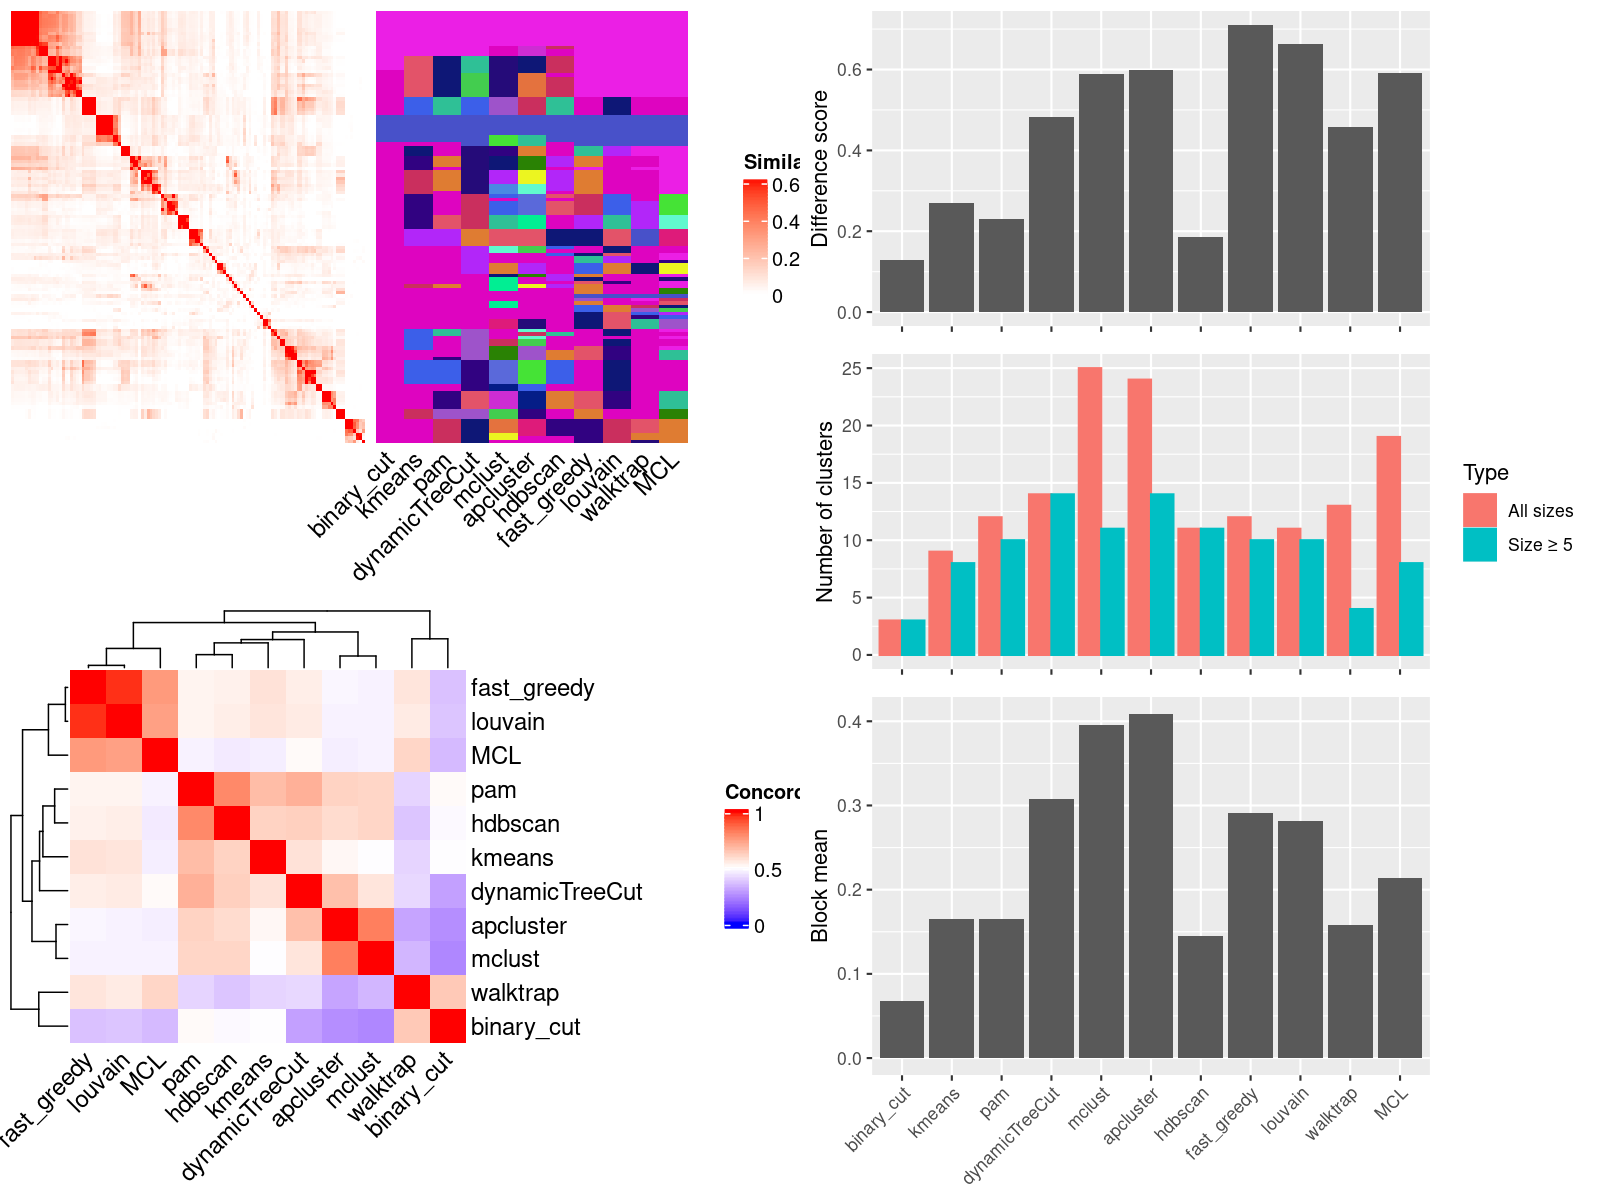 Simila
0.6
0.4
0.2
0
binary_cut
kmeans
pam
dynamicTreeCut
mclust
apcluster
hdbscan
fast_greedy
louvain
walktrap
MCL
fast_greedy
louvain
MCL
pam
hdbscan
kmeans
dynamicTreeCut
apcluster
mclust
walktrap
binary_cut
Concord
1
0.5
0
fast_greedy
louvain
MCL
pam
hdbscan
kmeans
dynamicTreeCut
apcluster
mclust
walktrap
binary_cut
Difference score
0.6
0.4
0.2
0.0
Number of clusters
25
20
15
10
5
0
Type
All sizes
Size ≥ 5
Block mean
0.4
0.3
0.2
0.1
0.0
binary_cut
kmeans
pam
dynamicTreeCut
mclust
apcluster
hdbscan
fast_greedy
louvain
walktrap
MCL